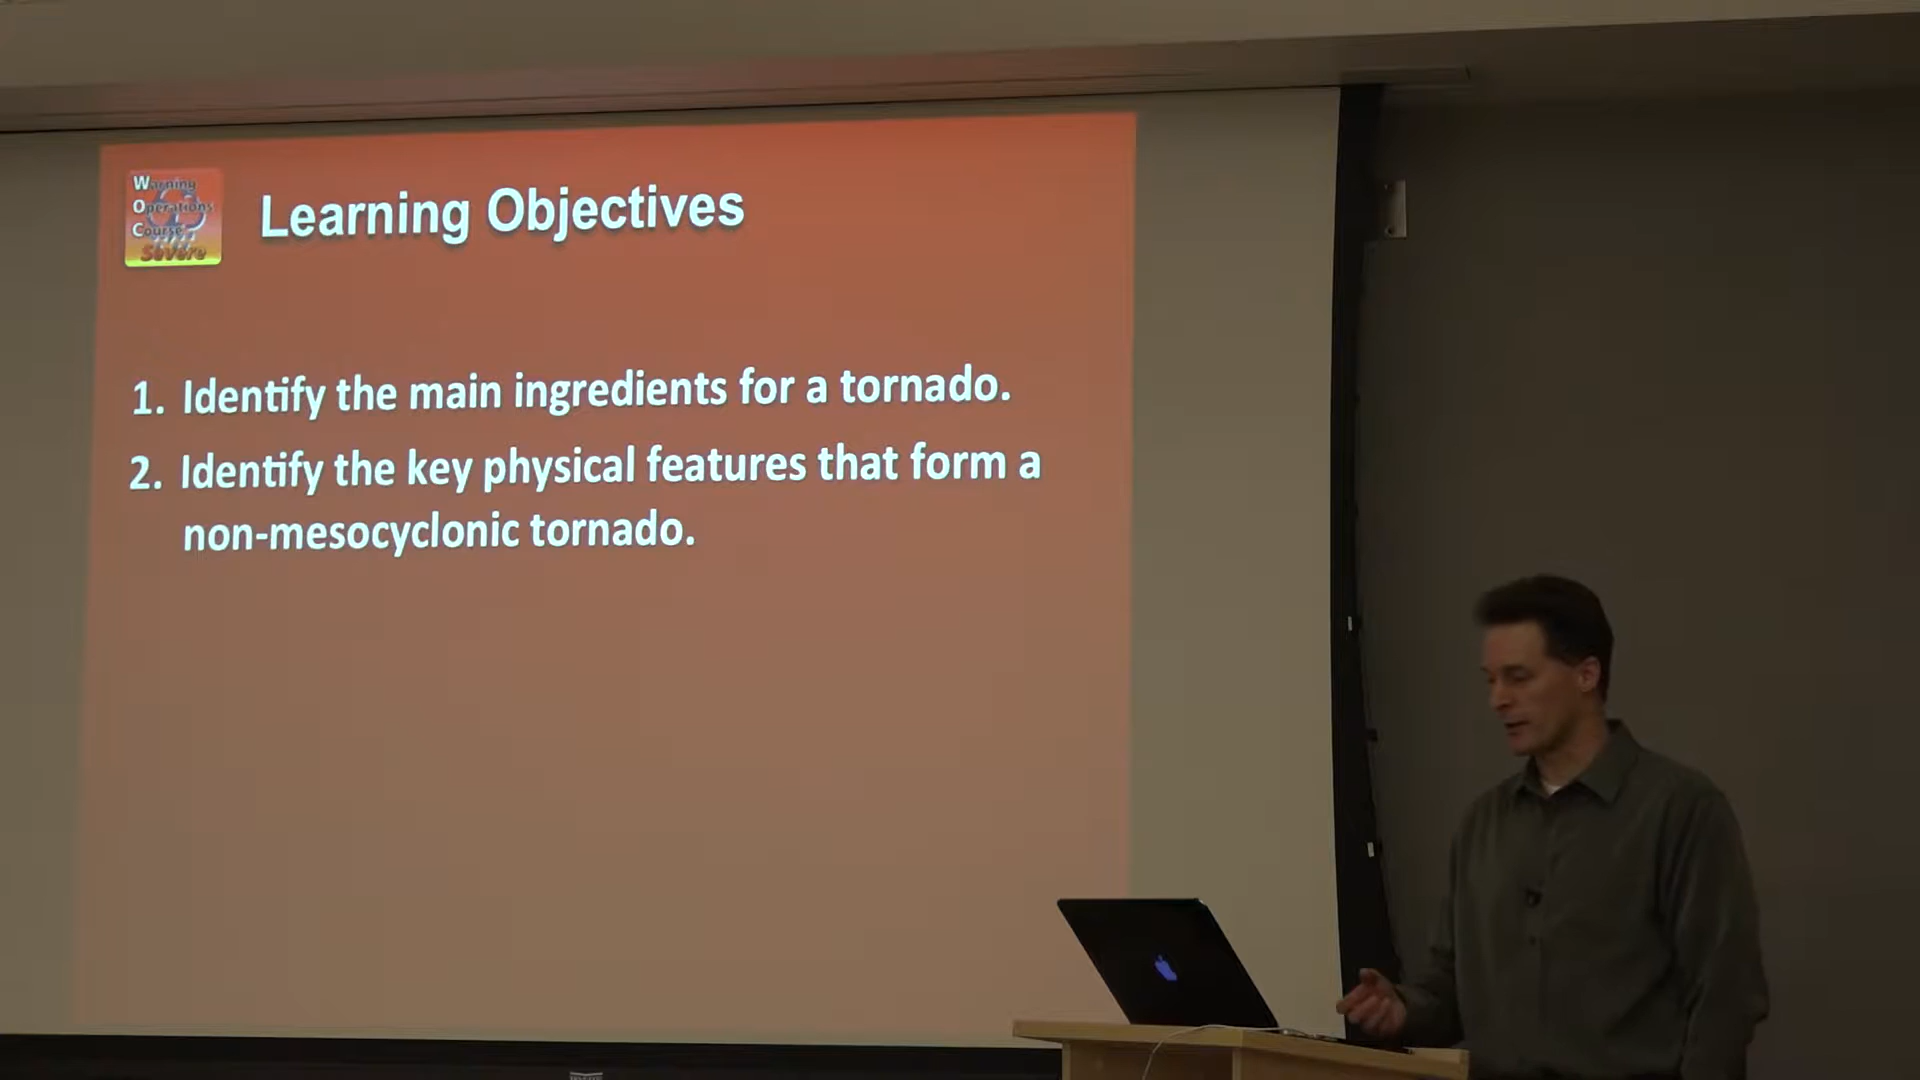 Warning
Operations
Course
Severe
Learning Objectives
1. Identify the main ingredients for a tornado.
2. Identify the key physical features that form a
non-mesocyclonic tornado.